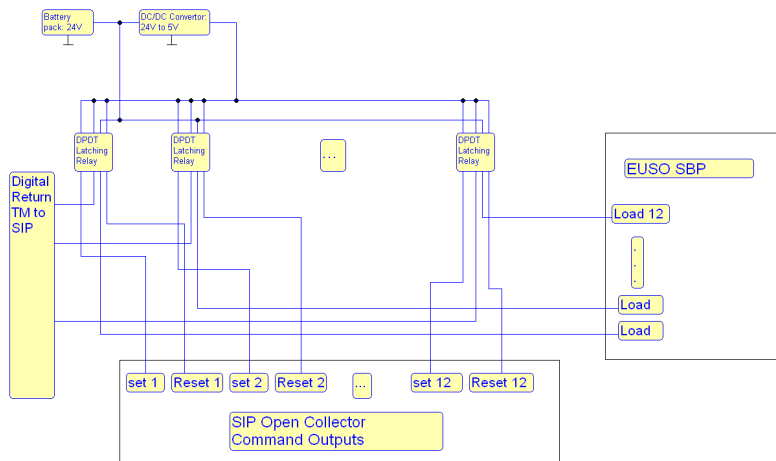 Battery
pack: 24V
DC/DC Convertor:
24V to 5V
DPDT
Latching
Relay
DPDT
Latching
Relay
...
DPDT
Latching
Relay
Digital
Return
TM to
SIP
EUSO SBP
Load 12
.
.
.
Load
Load
set 1
Reset 1
set 2
Reset 2
...
set 12
Reset 12
SIP Open Collector
Command Outputs